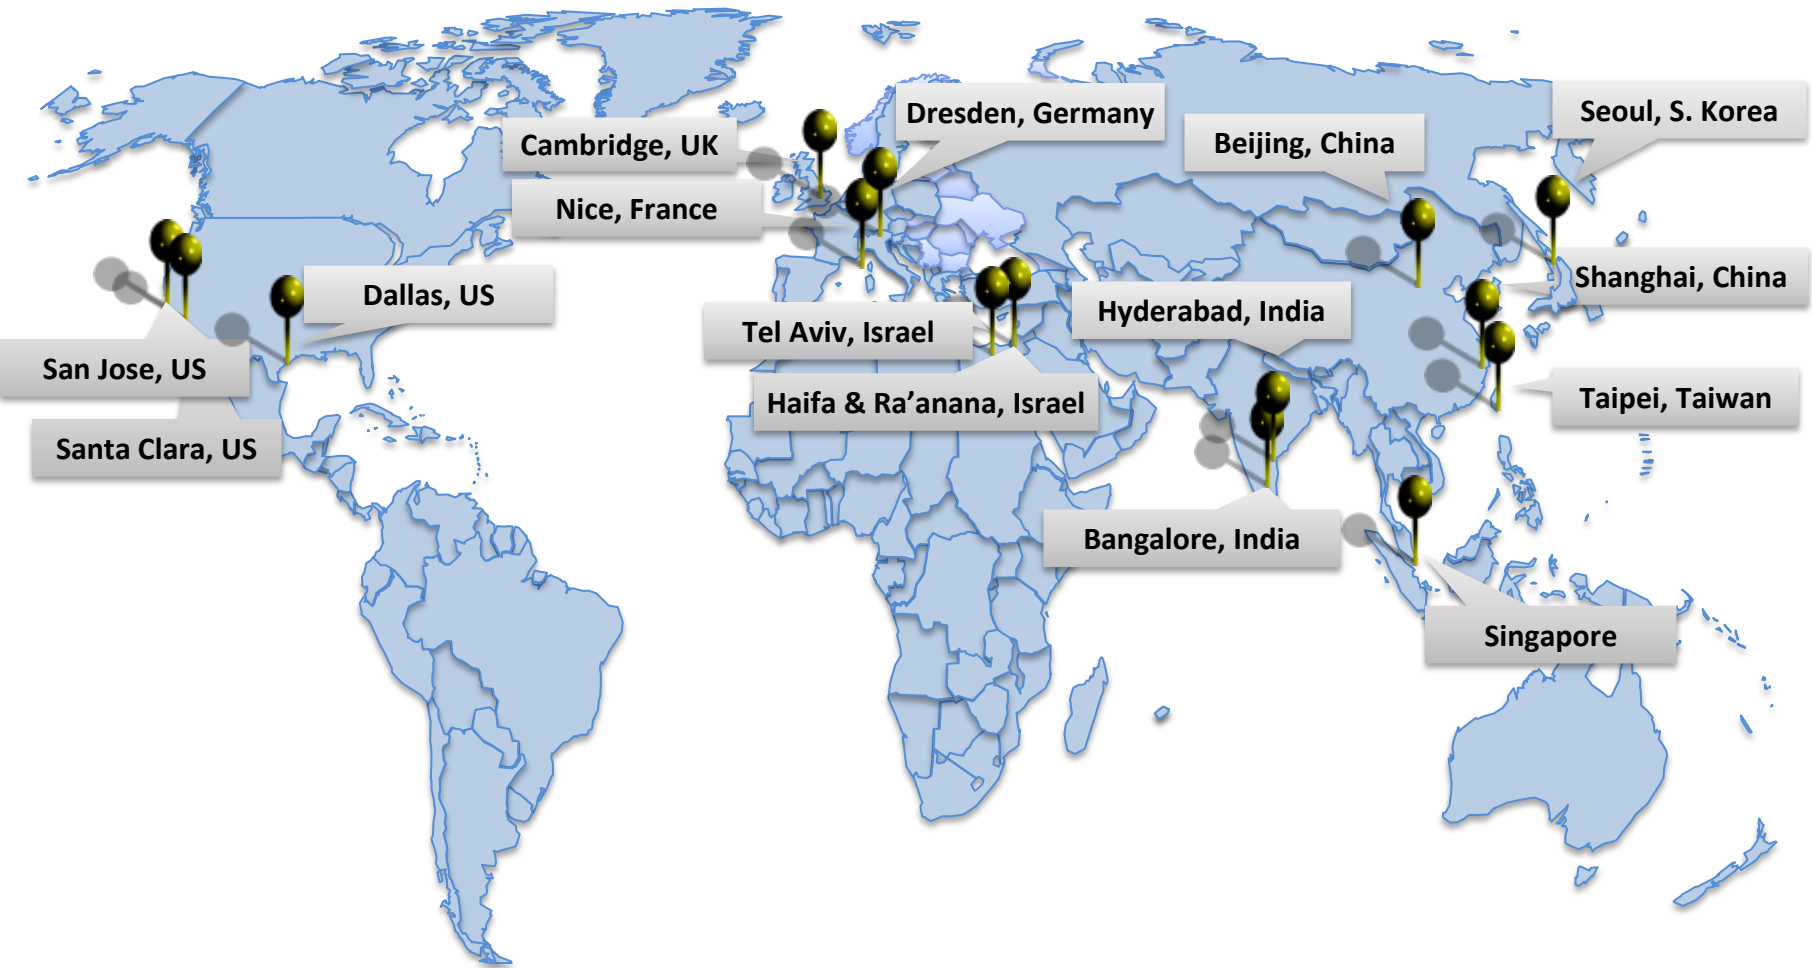 Seoul, S. Korea
Dresden, Germany
Beijing, China
Cambridge, UK
Nice, France
Shanghai, China
Dallas, US
Hyderabad, India
Tel Aviv, Israel
San Jose, US
Haifa & Ra’anana, Israel
Taipei, Taiwan
Santa Clara, US
Bangalore, India
Singapore